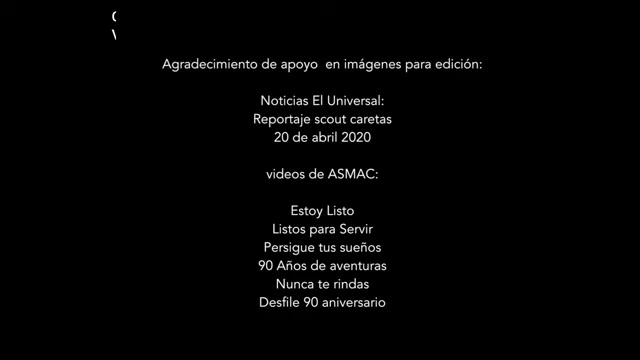 Agradecimiento de apoyo  en imágenes para edición:
Noticias El Universal:
Reportaje scout caretas
20 de abril 2020
videos de ASMAC:
Estoy Listo
Listos para Servir
Persigue tus sueños
90 Años de aventuras
Nunca te rindas
Desfile 90 aniversario